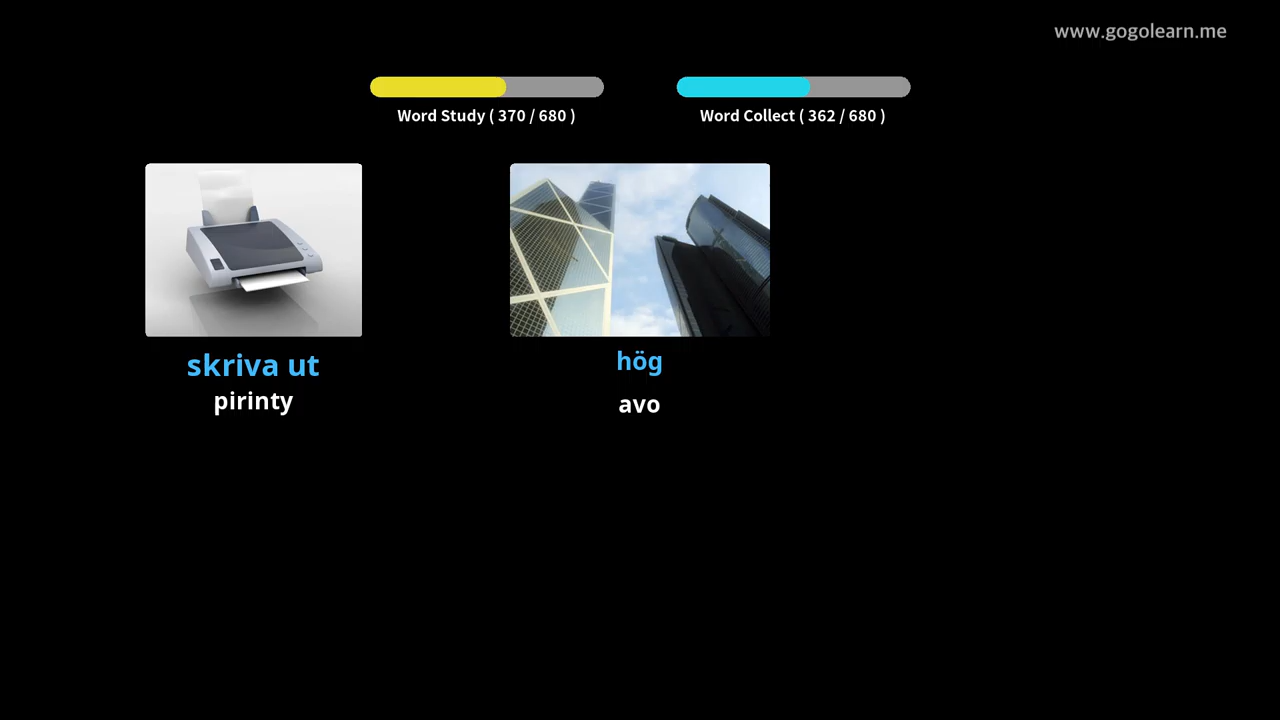 www.gogolearn.me
Word Study ( 370 / 680 )
Word Collect ( 362 / 680 )
skriva ut
pirinty
hög
avo